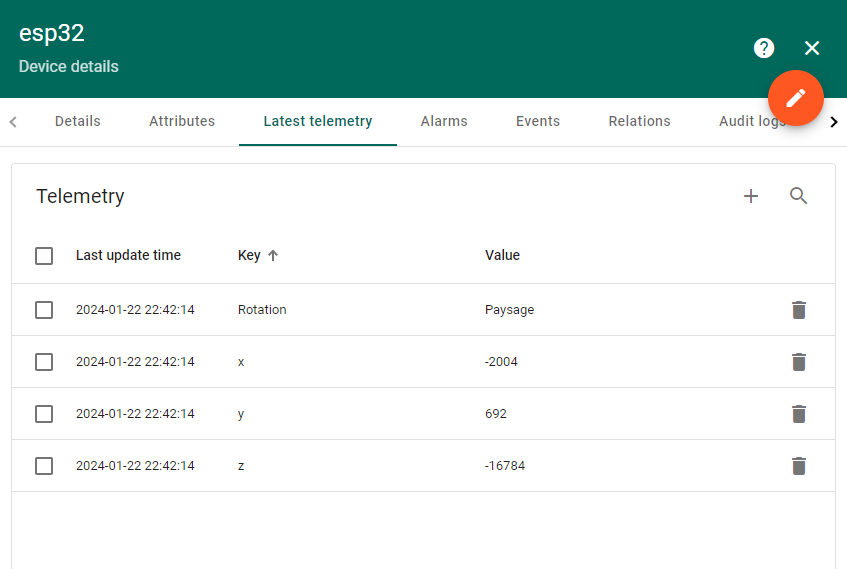 esp32
Device details
Details Attributes Latest telemetry Alarms Events Relations Audit logs
Telemetry
Last update time Key Value
2024-01-22 22:42:14 Rotation Paysage
2024-01-22 22:42:14 x -2004
2024-01-22 22:42:14 y 692
2024-01-22 22:42:14 z -16784